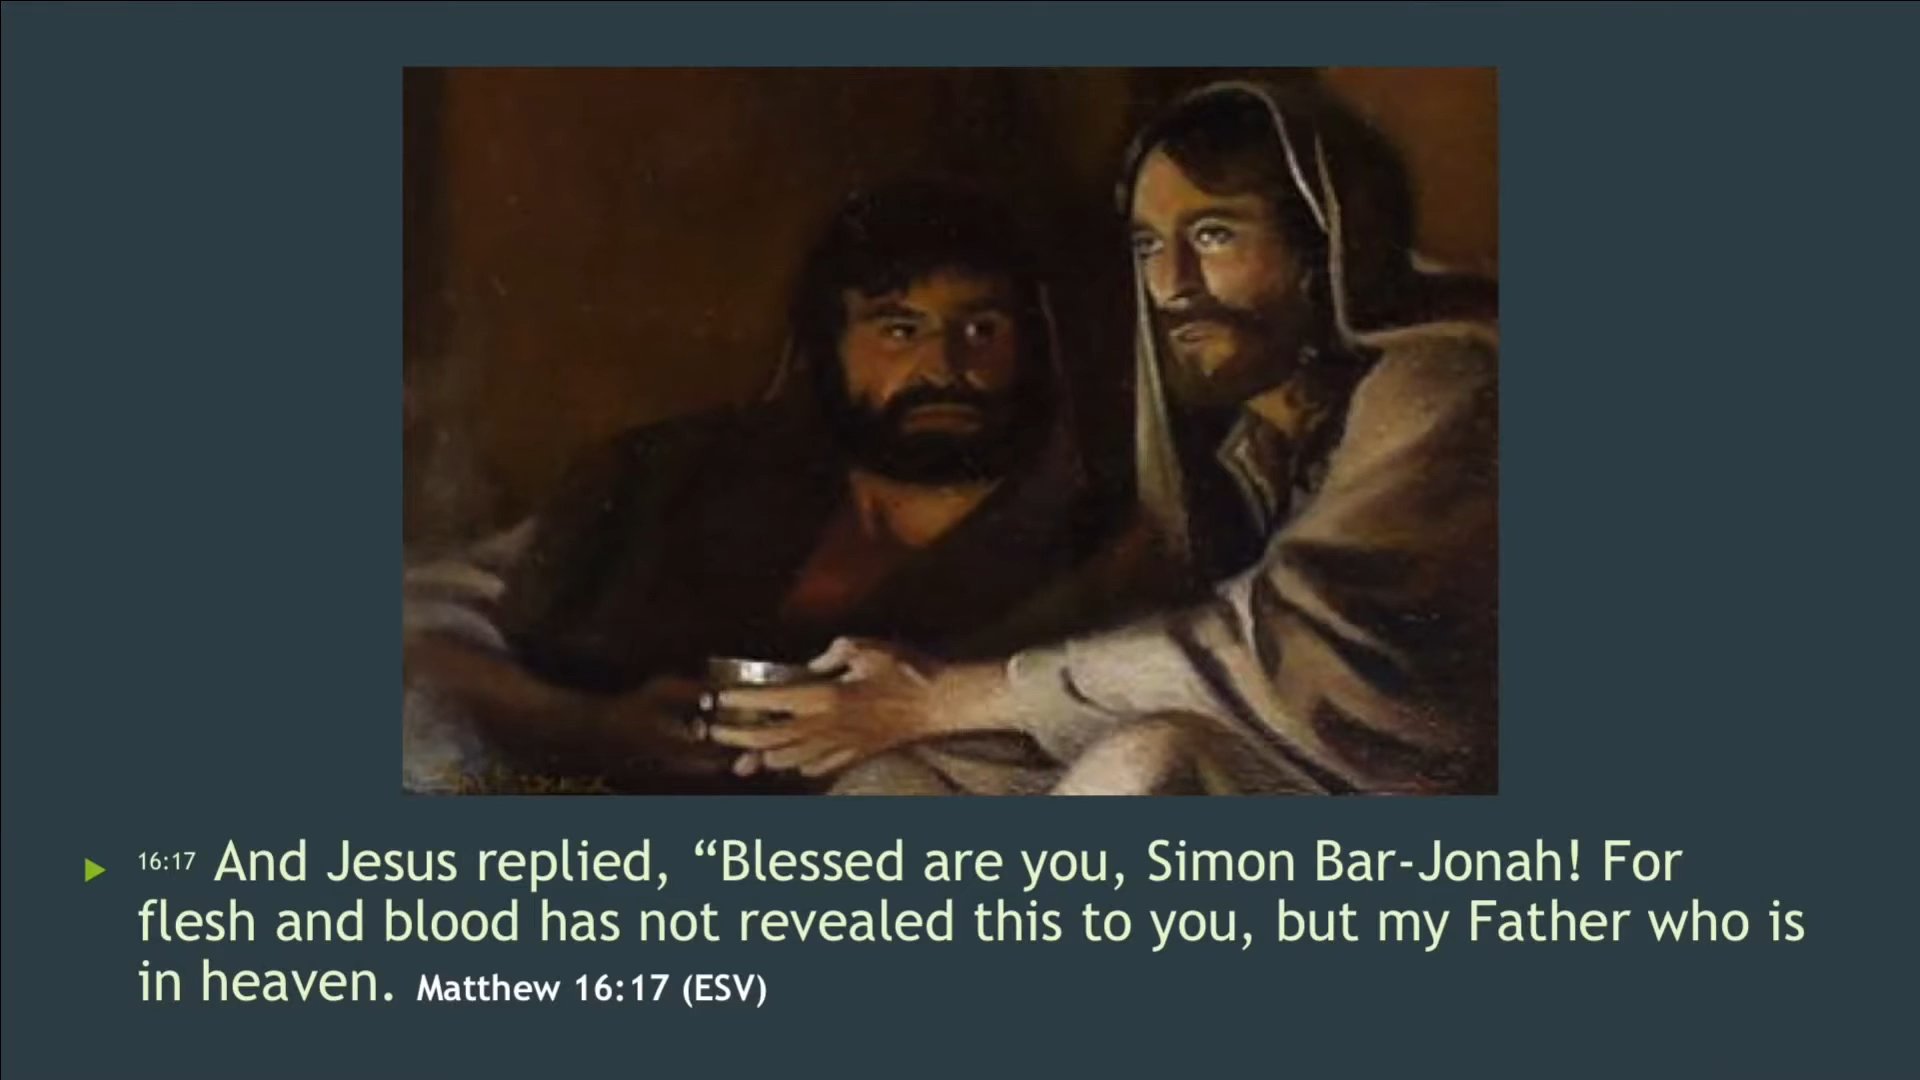 16:17 And Jesus replied, “Blessed are you, Simon Bar-Jonah! For
flesh and blood has not revealed this to you, but my Father who is
in heaven. Matthew 16:17 (ESV)